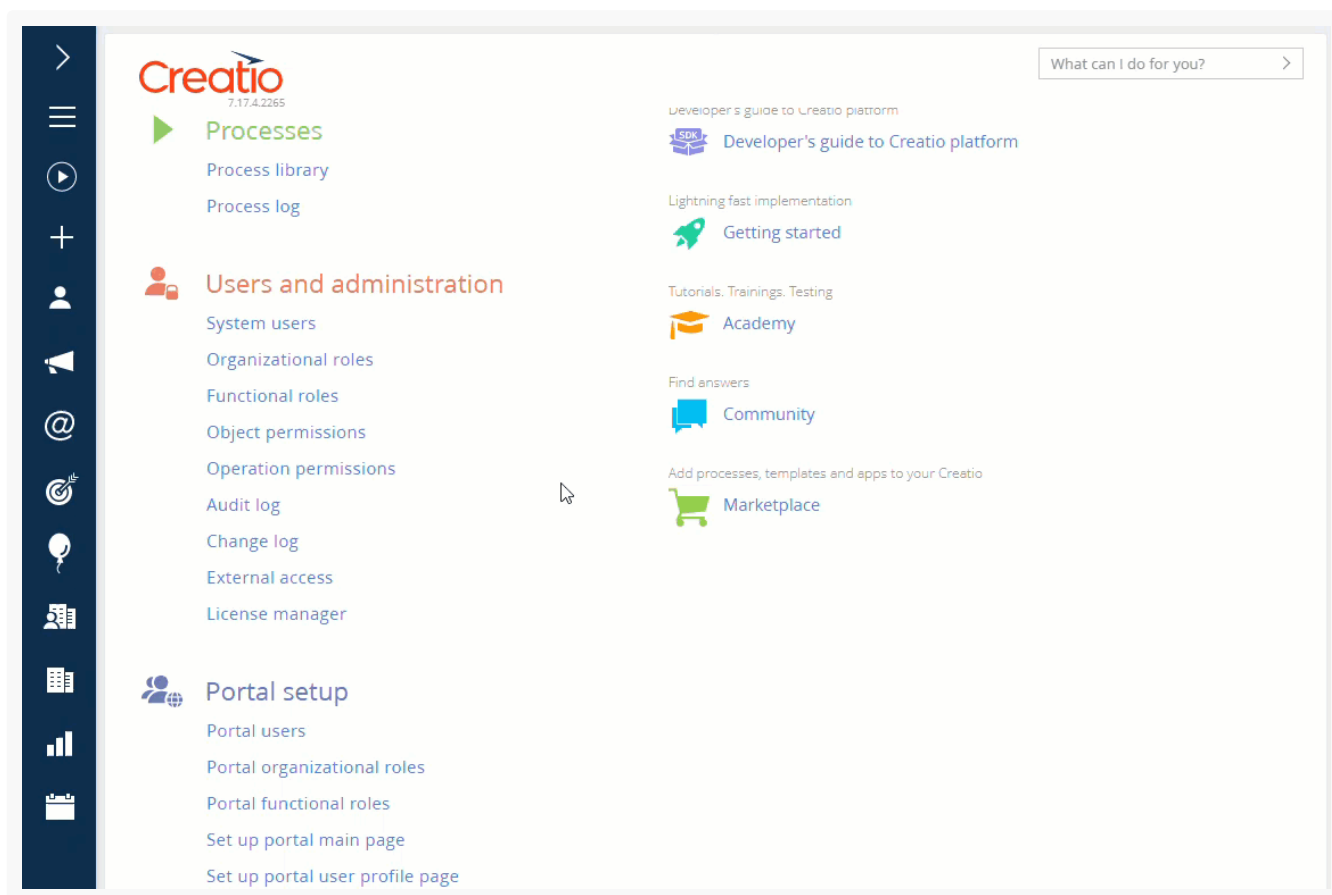 What can I do for you?
Creatio
7.17.4.2265
Processes
Process library
Process log
Users and administration
System users
Organizational roles
Functional roles
Object permissions
Operation permissions
Audit log
Change log
External access
License manager
Portal setup
Portal users
Portal organizational roles
Portal functional roles
Set up portal main page
Set up portal user profile page
Developer's guide to Creatio platform
SDK
Developer's guide to Creatio platform
Lightning fast implementation
Getting started
Tutorials. Trainings. Testing
Academy
Find answers
Community
Add processes, templates and apps to your Creatio
Marketplace